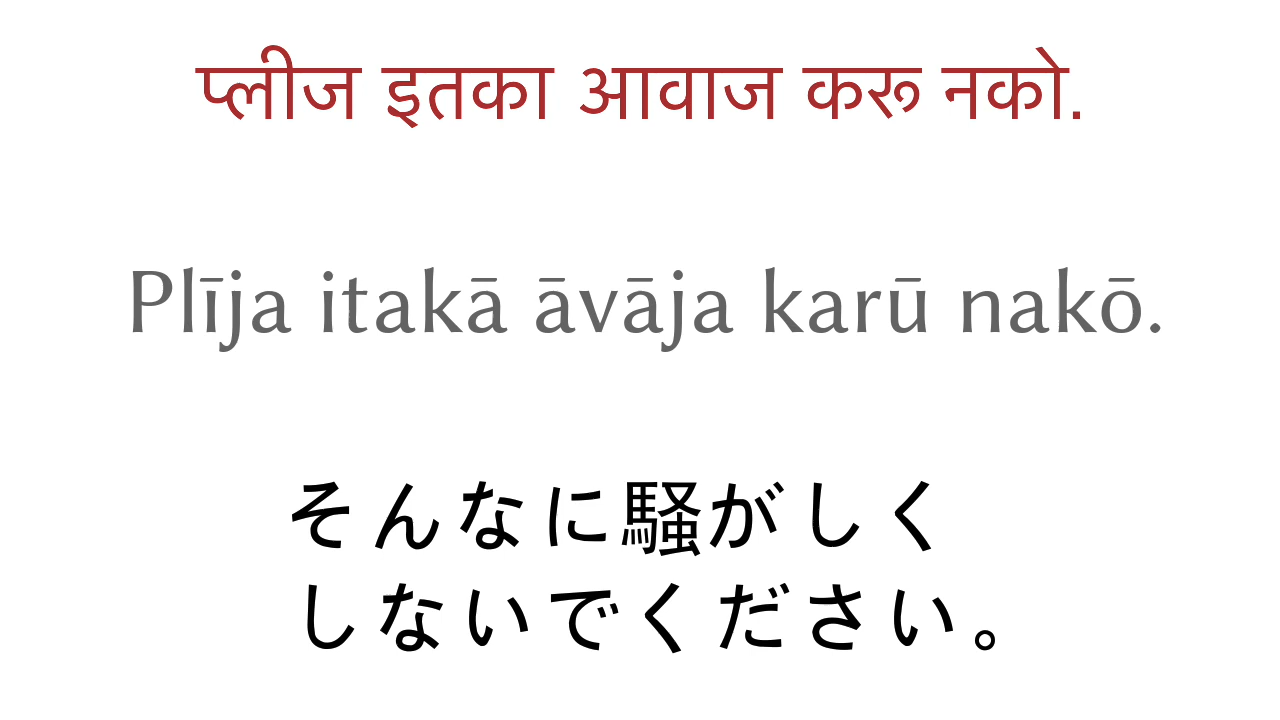 प्लीज इतका आवाज करू नको.
Plīja itakā āvāja karū nakō.
そんなに騒がしく
しないでください。